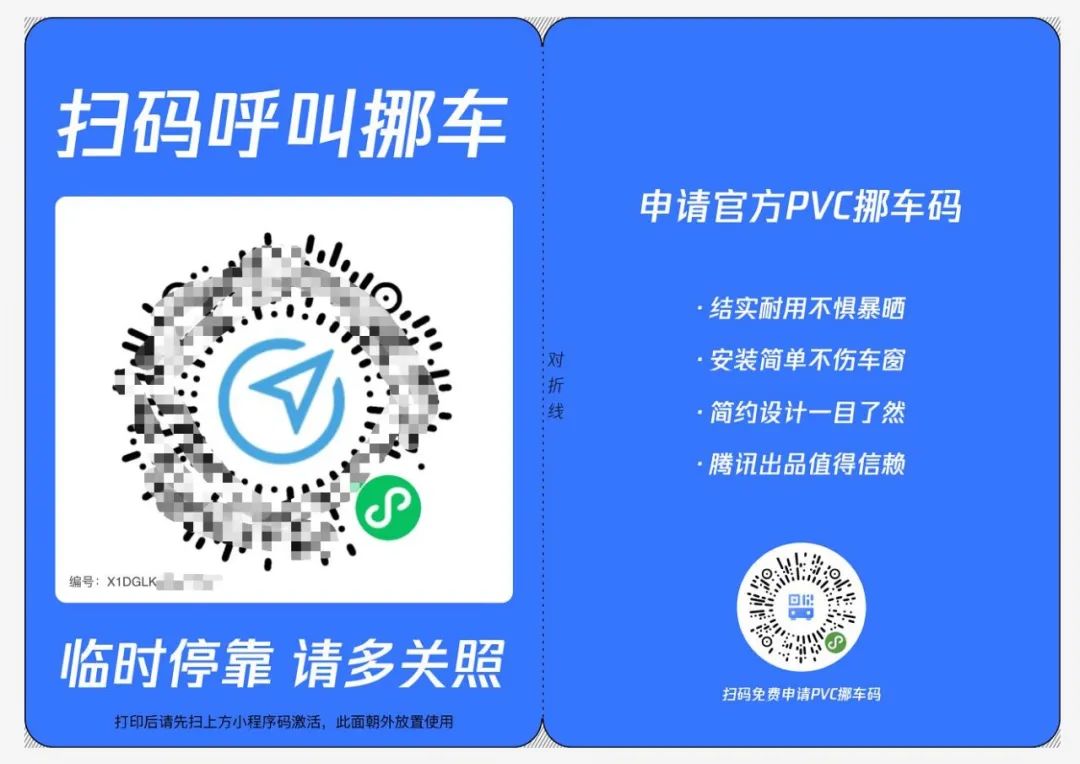 扫码呼叫挪车
编号：X1DGLK
临时停靠 请多关照
打印后请先扫上方小程序码激活，此面朝外放置使用
对折线
申请官方PVC挪车码
·结实耐用不惧暴晒
·安装简单不伤车窗
·简约设计一目了然
·腾讯出品值得信赖
扫码免费申请PVC挪车码